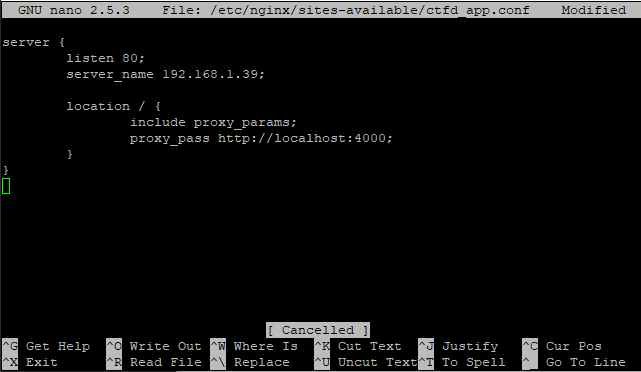 GNU nano 2.5.3 File: /etc/nginx/sites-available/ctfd_app.conf Modified
server {
listen 80;
server_name 192.168.1.39;
location / {
include proxy_params;
proxy_pass http://localhost:4000;
}
}
[ Cancelled ]
^G Get Help ^O Write Out ^W Where Is ^K Cut Text ^J Justify ^C Cur Pos
^X Exit ^R Read File ^\ Replace ^U Uncut Text ^T To Spell ^_ Go To Line